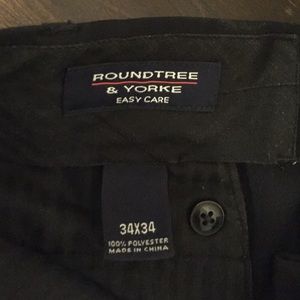 ROUNDTREE
& YORKE
EASY CARE
34X34
100% POLYESTER
MADE IN CHINA